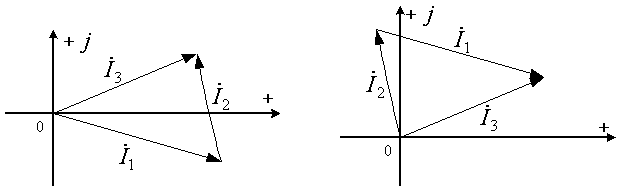 + j
İ₃
+
İ₂
0
İ₁
+ j
İ₁
İ₂
İ₃
+
0